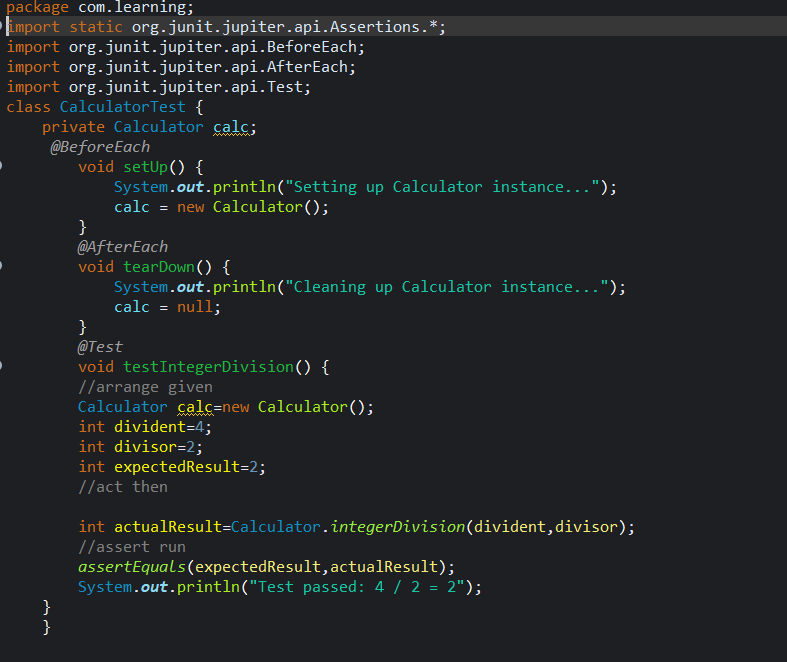 package com.learning;
import static org.junit.jupiter.api.Assertions.*;
import org.junit.jupiter.api.BeforeEach;
import org.junit.jupiter.api.AfterEach;
import org.junit.jupiter.api.Test;
class CalculatorTest {
    private Calculator calc;
     @BeforeEach
        void setUp() {
            System.out.println("Setting up Calculator instance...");
            calc = new Calculator();
        }
        @AfterEach
        void tearDown() {
            System.out.println("Cleaning up Calculator instance...");
            calc = null;
        }
        @Test
        void testIntegerDivision() {
        //arrange given
        Calculator calc=new Calculator();
        int divident=4;
        int divisor=2;
        int expectedResult=2;
        //act then

        int actualResult=Calculator.integerDivision(divident,divisor);
        //assert run
        assertEquals(expectedResult,actualResult);
        System.out.println("Test passed: 4 / 2 = 2");
    }
    }